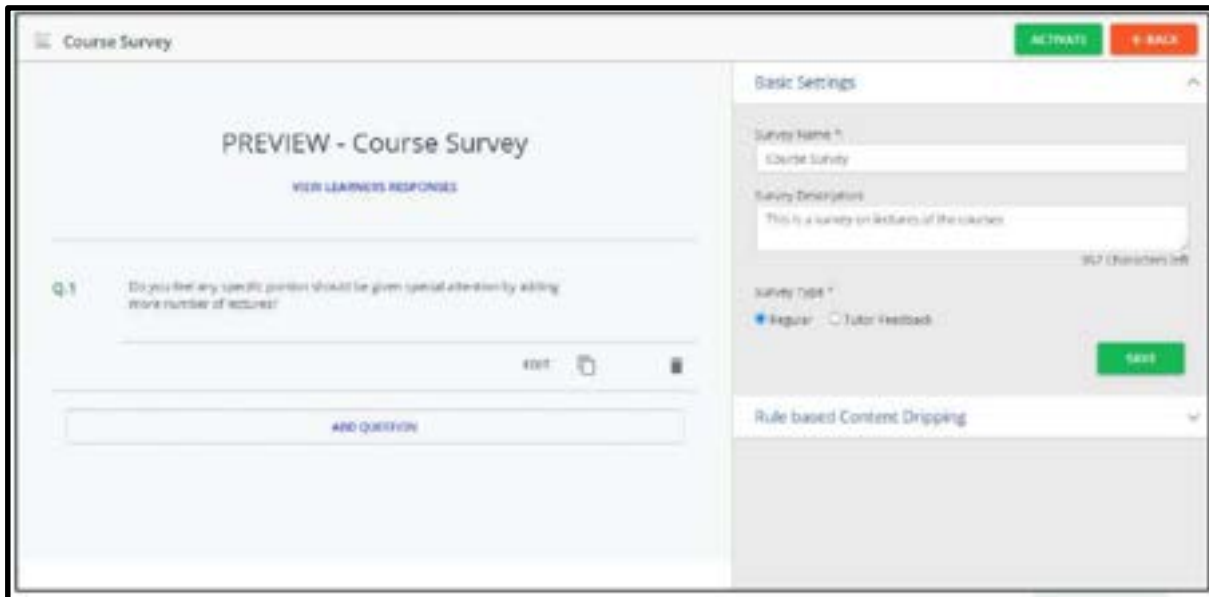 Course Survey
ACTIVATE
BACK
Basic Settings
PREVIEW - Course Survey
VIEW LEARNERS RESPONSES
Survey Name *
Course Survey
Survey Description
This is a survey on lectures of the courses
Characters left
Q.1
Do you feel any specific portion should be given special attention by adding
more number of lectures?
Survey Type *
Regular
Tutor Feedback
EDIT
SAVE
ADD QUESTION
Rule based Content Dripping